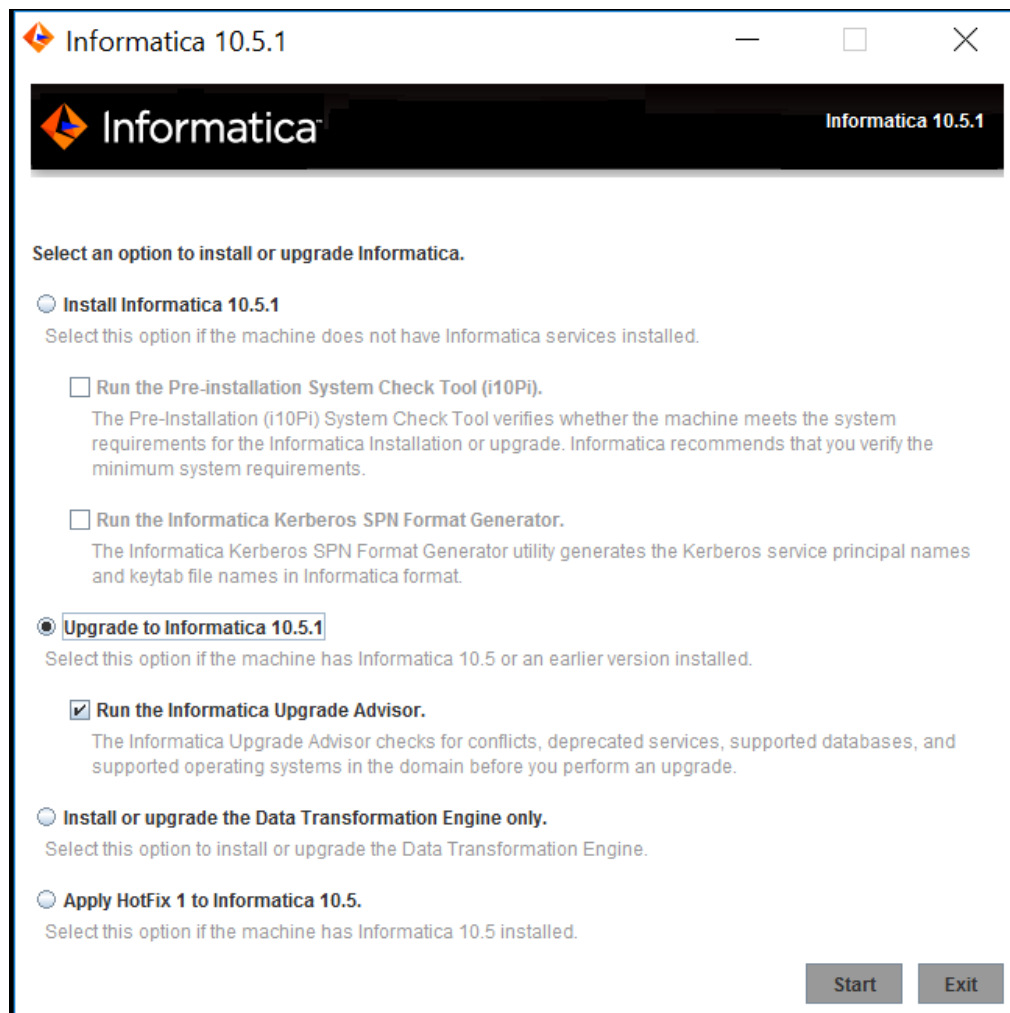 Informatica 10.5.1
Informatica™
Informatica 10.5.1
Select an option to install or upgrade Informatica.
Install Informatica 10.5.1
Select this option if the machine does not have Informatica services installed.
Run the Pre-installation System Check Tool (i10Pi).
The Pre-Installation (i10Pi) System Check Tool verifies whether the machine meets the system
requirements for the Informatica Installation or upgrade. Informatica recommends that you verify the
minimum system requirements.
Run the Informatica Kerberos SPN Format Generator.
The Informatica Kerberos SPN Format Generator utility generates the Kerberos service principal names
and keytab file names in Informatica format.
Upgrade to Informatica 10.5.1
Select this option if the machine has Informatica 10.5 or an earlier version installed.
Run the Informatica Upgrade Advisor.
The Informatica Upgrade Advisor checks for conflicts, deprecated services, supported databases, and
supported operating systems in the domain before you perform an upgrade.
Install or upgrade the Data Transformation Engine only.
Select this option to install or upgrade the Data Transformation Engine.
Apply HotFix 1 to Informatica 10.5.
Select this option if the machine has Informatica 10.5 installed.
Start Exit